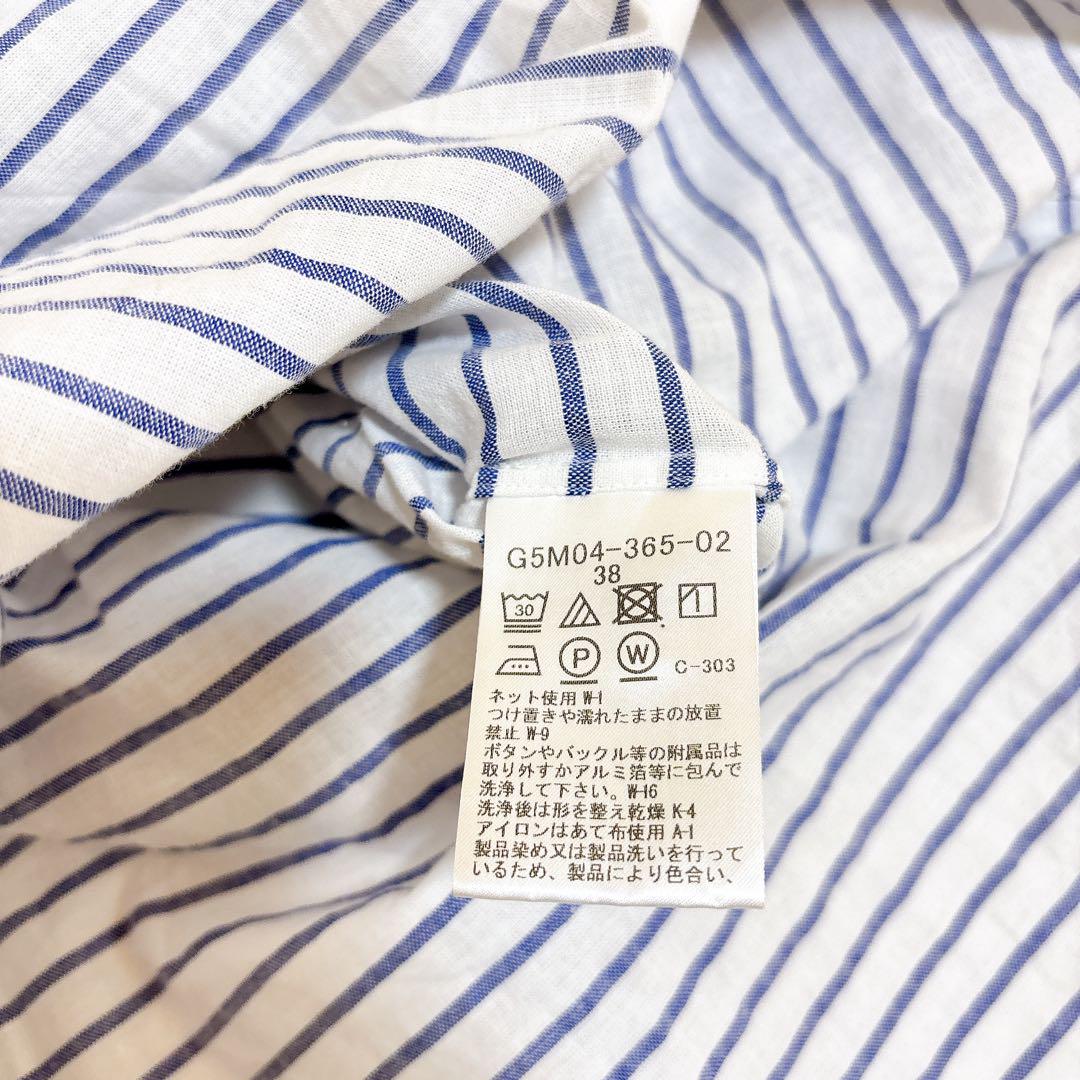 G5M04-365-02
38
30 1
P W C-303
ネット使用 W-1
つけ置きや濡れたままの放置
禁止 W-9
ボタンやバックル等の附属品は
取り外すかアルミ箔等に包んで
洗浄して下さい。W-16
洗浄後は形を整え乾燥 K-4
アイロンはあて布使用 A-1
製品染め又は製品洗いを行って
いるため、製品により色合い、